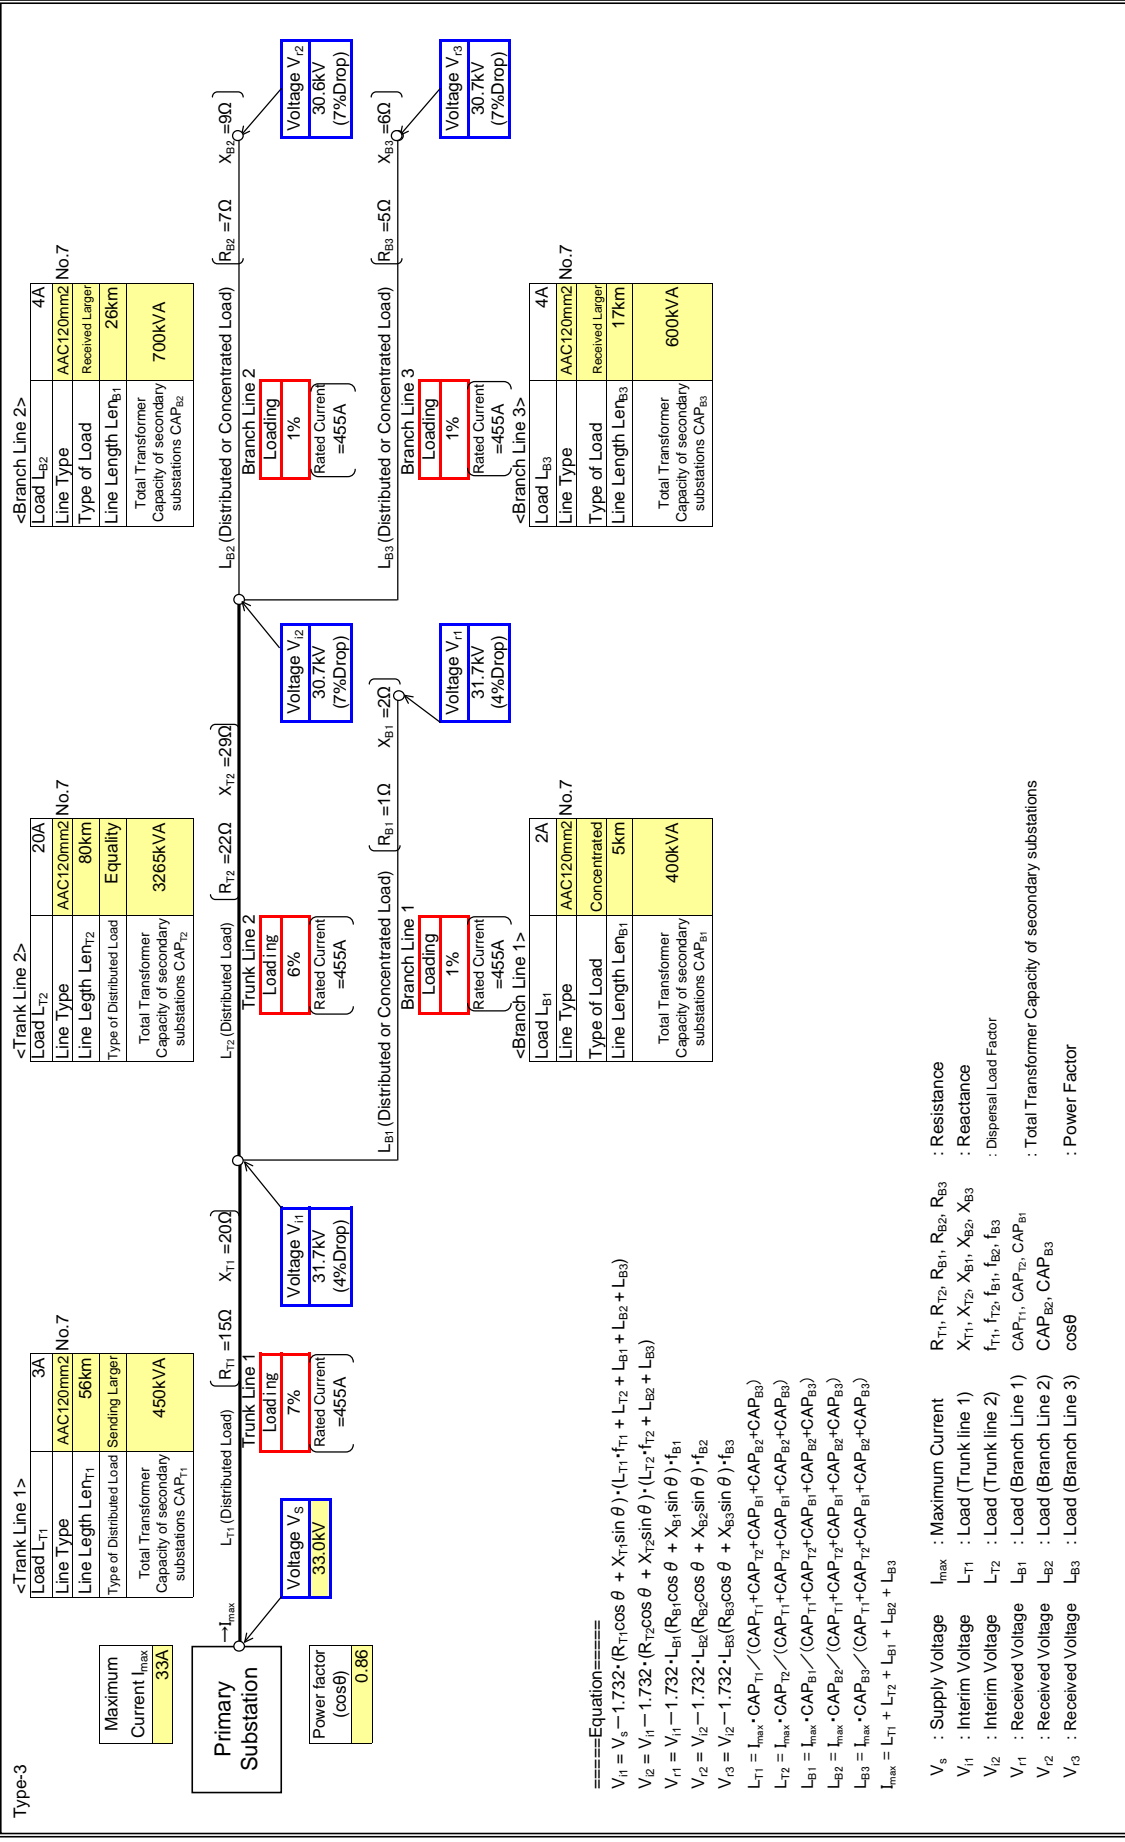 Type-3
Maximum
Current Imax
33A
Primary
Substation
Power factor
(cosθ)
0.86
→Imax
Voltage VS
33.0kV
<Trank Line 1>
Load LT1 3A
Line Type AAC120mm2 No.7
Line Legth LenT1 56km
Type of Distributed Load Sending Larger
Total Transformer
Capacity of secondary
substations CAPT1
450kVA
LT1 (Distributed Load)
RT1 =15Ω XT1 =20Ω
Trunk Line 1
Loading
7%
Rated Current
=455A
Voltage Vi1
31.7kV
(4%Drop)
<Trank Line 2>
Load LT2 20A
Line Type AAC120mm2 No.7
Line Legth LenT2 80km
Type of Distributed Load Equality
Total Transformer
Capacity of secondary
substations CAPT2
3265kVA
LT2 (Distributed Load)
RT2 =22Ω XT2 =29Ω
Trunk Line 2
Loading
6%
Rated Current
=455A
Voltage Vi2
30.7kV
(7%Drop)
LB1 (Distributed or Concentrated Load)
RB1 =1Ω XB1 =2Ω
Branch Line 1
Loading
1%
Rated Current
=455A
Voltage Vr1
31.7kV
(4%Drop)
<Branch Line 1>
Load LB1 2A
Line Type AAC120mm2 No.7
Type of Load Concentrated
Line Length LenB1 5km
Total Transformer
Capacity of secondary
substations CAPB1
400kVA
<Branch Line 2>
Load LB2 4A
Line Type AAC120mm2 No.7
Type of Load Received Larger
Line Length LenB1 26km
Total Transformer
Capacity of secondary
substations CAPB2
700kVA
LB2 (Distributed or Concentrated Load)
RB2 =7Ω XB2 =9Ω
Branch Line 2
Loading
1%
Rated Current
=455A
Voltage Vr2
30.6kV
(7%Drop)
LB3 (Distributed or Concentrated Load)
RB3 =5Ω XB3 =6Ω
Branch Line 3
Loading
1%
Rated Current
=455A
Voltage Vr3
30.7kV
(7%Drop)
<Branch Line 3>
Load LB3 4A
Line Type AAC120mm2 No.7
Type of Load Received Larger
Line Length LenB3 17km
Total Transformer
Capacity of secondary
substations CAPB3
600kVA
=====Equation=====
Vi1 = Vs−1.732・(RT1cos θ + XT1sin θ)・(LT1・fT1 + LT2 + LB1 + LB2 + LB3)
Vi2 = Vi1−1.732・(RT2cos θ + XT2sin θ)・(LT2・fT2 + LB2 + LB3)
Vr1 = Vi1−1.732・LB1(RB1cos θ + XB1sin θ)・fB1
Vr2 = Vi2−1.732・LB2(RB2cos θ + XB2sin θ)・fB2
Vr3 = Vi2−1.732・LB3(RB3cos θ + XB3sin θ)・fB3
LT1 = Imax・CAPT1／(CAPT1+CAPT2+CAPB1+CAPB2+CAPB3)
LT2 = Imax・CAPT2／(CAPT1+CAPT2+CAPB1+CAPB2+CAPB3)
LB1 = Imax・CAPB1／(CAPT1+CAPT2+CAPB1+CAPB2+CAPB3)
LB2 = Imax・CAPB2／(CAPT1+CAPT2+CAPB1+CAPB2+CAPB3)
LB3 = Imax・CAPB3／(CAPT1+CAPT2+CAPB1+CAPB2+CAPB3)
Imax = LT1 + LT2 + LB1 + LB2 + LB3
Vs : Supply Voltage Imax : Maximum Current RT1, RT2, RB1, RB2, RB3 : Resistance
Vi1 : Interim Voltage LT1 : Load (Trunk line 1) XT1, XT2, XB1, XB2, XB3 : Reactance
Vi2 : Interim Voltage LT2 : Load (Trunk line 2) fT1, fT2, fB1, fB2, fB3 : Dispersal Load Factor
Vr1 : Received Voltage LB1 : Load (Branch Line 1) CAPT1, CAPT2, CAPB1 : Total Transformer Capacity of secondary substations
Vr2 : Received Voltage LB2 : Load (Branch Line 2) CAPB2, CAPB3
Vr3 : Received Voltage LB3 : Load (Branch Line 3) cosθ : Power Factor